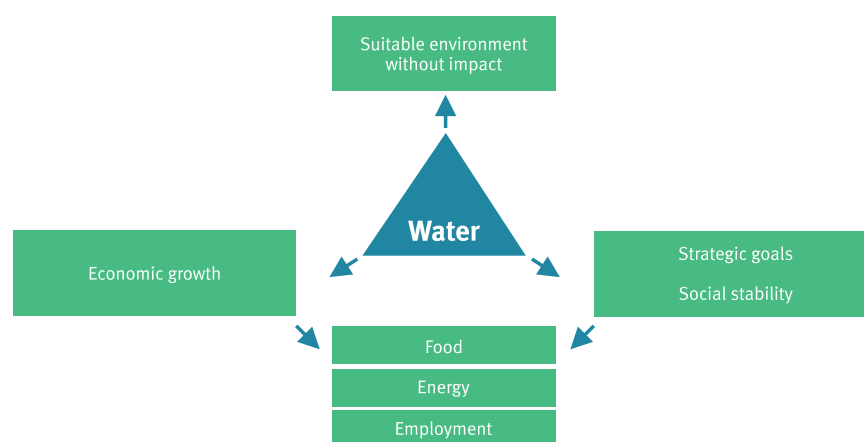 Suitable environment
without impact
Water
Economic growth
Strategic goals
Social stability
Food
Energy
Employment